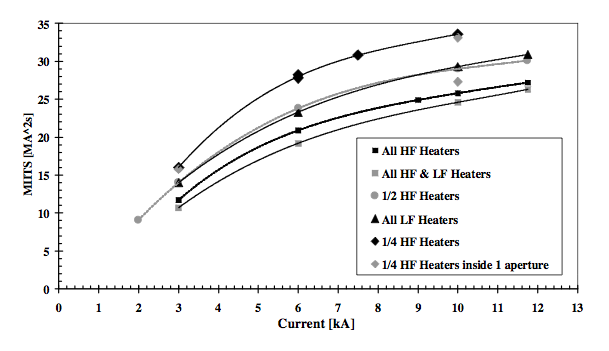 35
30
25
20
15
10
5
0
MIITS [MA^2s]
All HF Heaters
All HF & LF Heaters
1/2 HF Heaters
All LF Heaters
1/4 HF Heaters
1/4 HF Heaters inside 1 aperture
0 1 2 3 4 5 6 7 8 9 10 11 12 13
Current [kA]